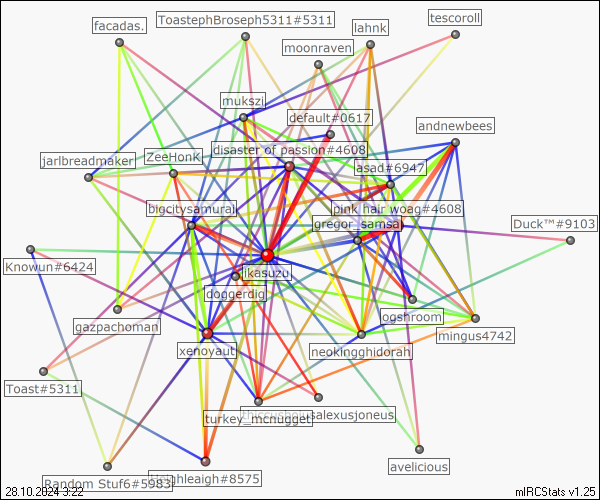 facadas.
ToastephBroseph5311#5311
lahnk
tescoroll
moonraven
mukszi
default#0617
andnewbees
disaster of passion#4608
jarlbreadmaker
ZeeHonK
asad#6947
bigcitysamurai
pink hair woag#4608
gregor_samsa
Duck™#9103
Knowun#6424
ikasuzu
doggerdig
gazpachoman
ogshroom
mingus4742
xenoyaut
neokingghidorah
Toast#5311
turkey_mcnugget
salexusjoneus
avelicious
Random Stuf6#5983
#8575
28.10.2024 3:22
mIRCStats v1.25